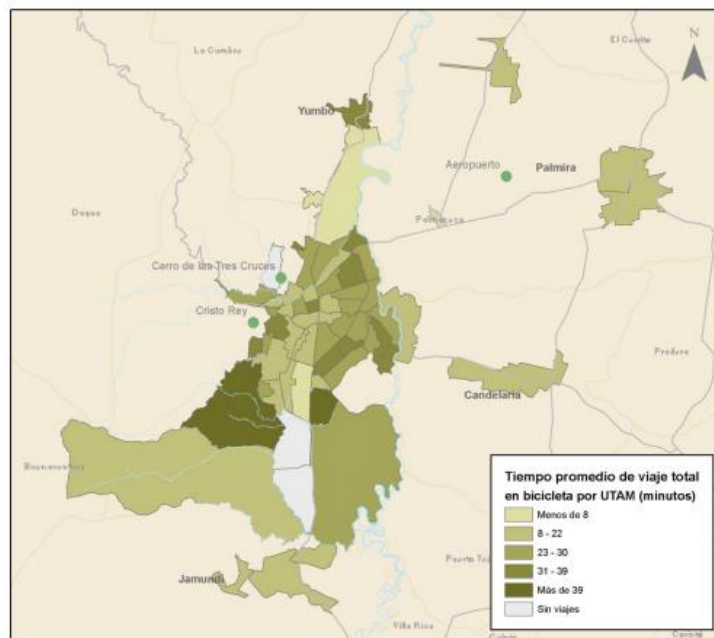 La Cumbre
El Cerrito
N
Yumbo
Aeropuerto
Palmira
Dagua
Palmaseca
Cerro de las Tres Cruces
Cristo Rey
Pradera
Candelaria
Buenaventura
Tiempo promedio de viaje total
en bicicleta por UTAM (minutos)
Menos de 8
8 - 22
23 - 30
31 - 39
Más de 39
Sin viajes
Jamundí
Villa Rica